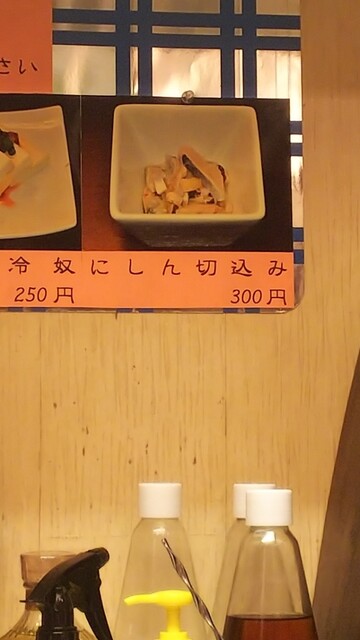 さい
冷奴
250円
にしん切込み
300円